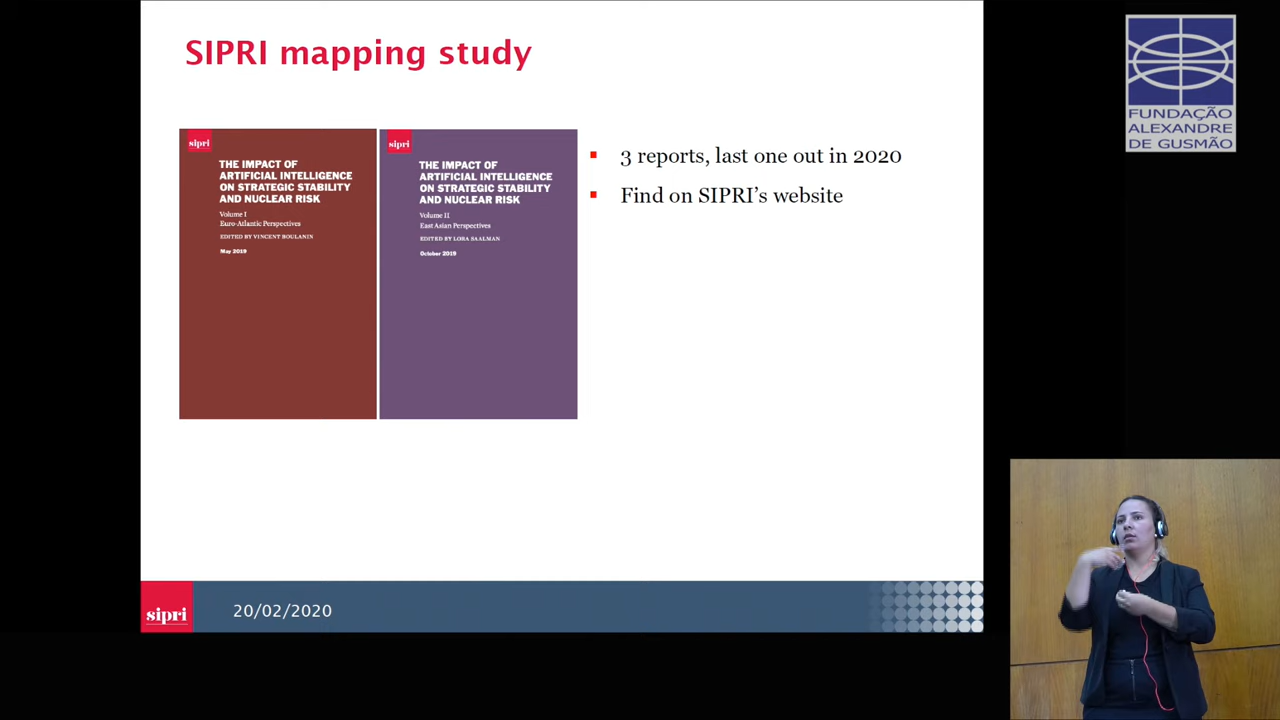 SIPRI mapping study
sipri
THE IMPACT OF
ARTIFICIAL INTELLIGENCE
ON STRATEGIC STABILITY
AND NUCLEAR RISK
Volume I
Euro-Atlantic Perspectives
EDITED BY VINCENT BOULANIN
May 2019
sipri
THE IMPACT OF
ARTIFICIAL INTELLIGENCE
ON STRATEGIC STABILITY
AND NUCLEAR RISK
Volume II
East Asian Perspectives
EDITED BY LORA SAALMAN
October 2019
▪ 3 reports, last one out in 2020
▪ Find on SIPRI’s website
sipri
20/02/2020
FUNDAÇÃO
ALEXANDRE
DE GUSMÃO